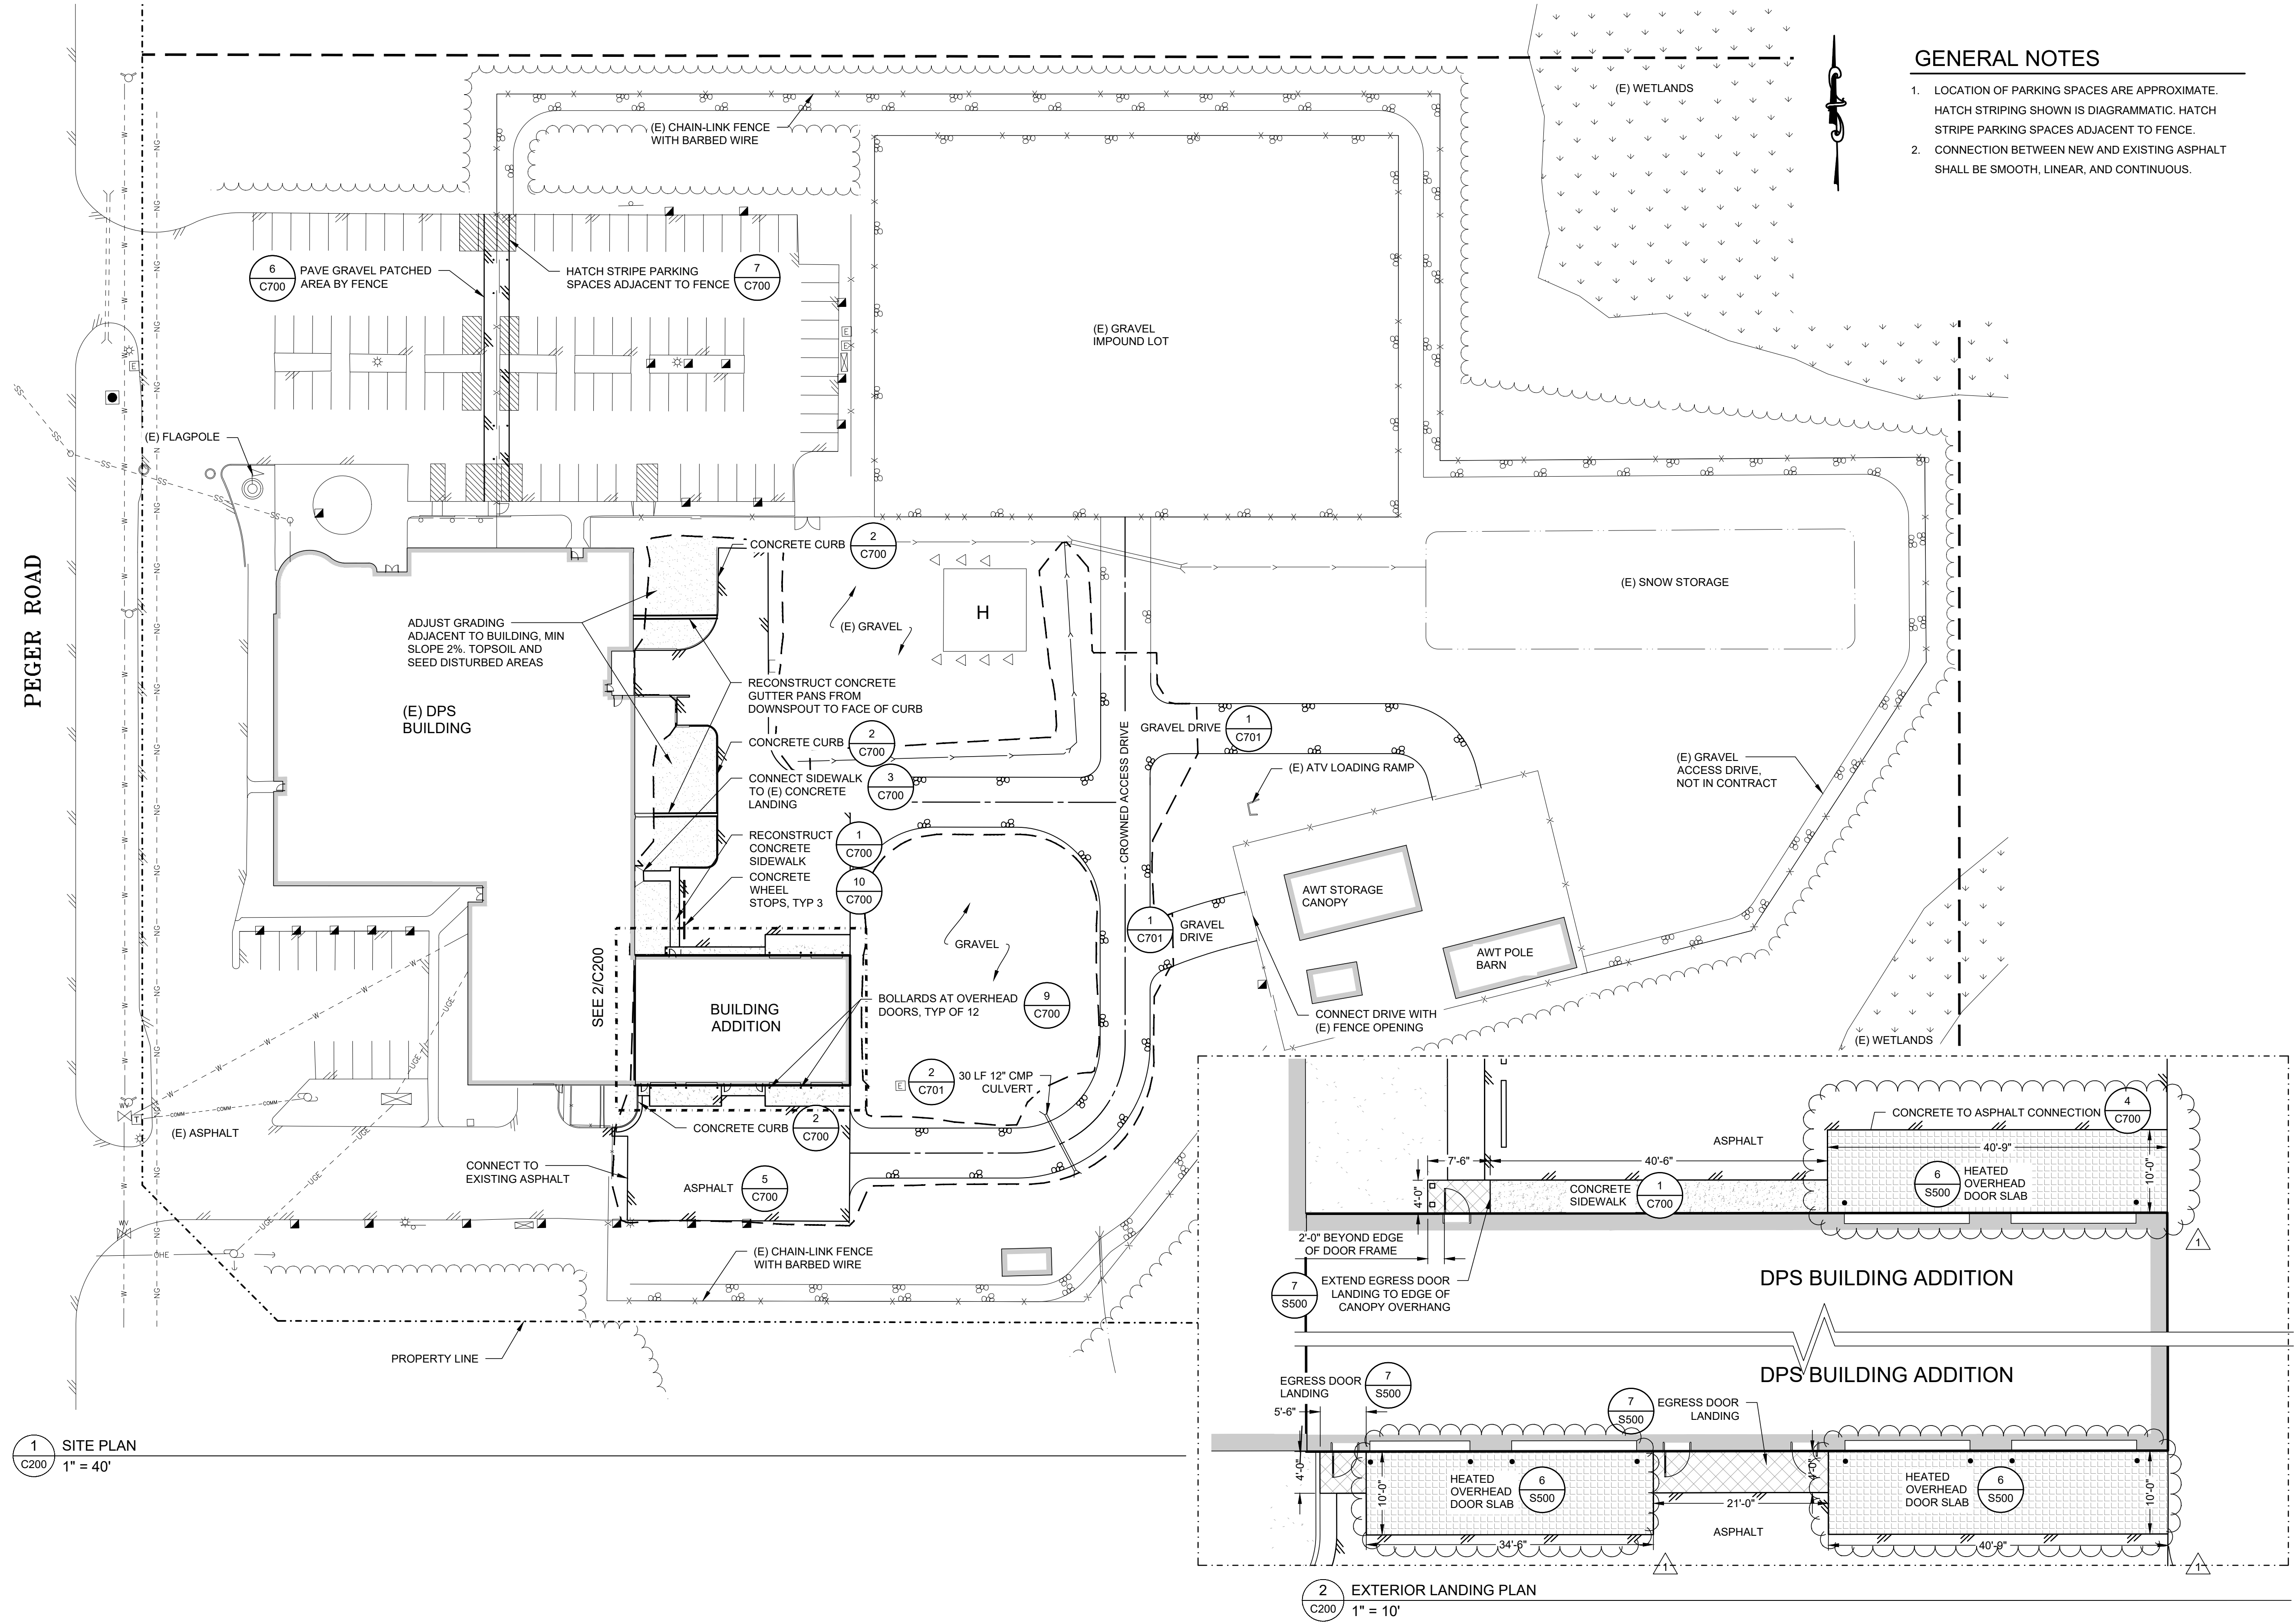 GENERAL NOTES
1. LOCATION OF PARKING SPACES ARE APPROXIMATE.
HATCH STRIPING SHOWN IS DIAGRAMMATIC. HATCH
STRIPE PARKING SPACES ADJACENT TO FENCE.
2. CONNECTION BETWEEN NEW AND EXISTING ASPHALT
SHALL BE SMOOTH, LINEAR, AND CONTINUOUS.
(E) WETLANDS
(E) CHAIN-LINK FENCE
WITH BARBED WIRE
6
C700
PAVE GRAVEL PATCHED
AREA BY FENCE
HATCH STRIPE PARKING
SPACES ADJACENT TO FENCE
7
C700
(E) GRAVEL
IMPOUND LOT
(E) FLAGPOLE
PEGER ROAD
CONCRETE CURB
2
C700
(E) SNOW STORAGE
H
(E) GRAVEL
ADJUST GRADING
ADJACENT TO BUILDING, MIN
SLOPE 2%. TOPSOIL AND
SEED DISTURBED AREAS
(E) DPS
BUILDING
RECONSTRUCT CONCRETE
GUTTER PANS FROM
DOWNSPOUT TO FACE OF CURB
CONCRETE CURB
2
C700
CROWNED ACCESS DRIVE
GRAVEL DRIVE
1
C701
(E) ATV LOADING RAMP
(E) GRAVEL
ACCESS DRIVE,
NOT IN CONTRACT
CONNECT SIDEWALK
TO (E) CONCRETE
LANDING
3
C700
RECONSTRUCT
CONCRETE
SIDEWALK
1
C700
CONCRETE
WHEEL
STOPS, TYP 3
10
C700
AWT STORAGE
CANOPY
1
C701
GRAVEL
DRIVE
GRAVEL
AWT POLE
BARN
SEE 2/C200
BUILDING
ADDITION
BOLLARDS AT OVERHEAD
DOORS, TYP OF 12
9
C700
CONNECT DRIVE WITH
(E) FENCE OPENING
(E) WETLANDS
2
C701
30 LF 12" CMP
CULVERT
CONCRETE CURB
2
C700
(E) ASPHALT
CONNECT TO
EXISTING ASPHALT
ASPHALT
5
C700
(E) CHAIN-LINK FENCE
WITH BARBED WIRE
PROPERTY LINE
1
C200
SITE PLAN
1" = 40'
CONCRETE TO ASPHALT CONNECTION
4
C700
ASPHALT
40'-9"
7'-6"
40'-6"
4'-0"
CONCRETE
SIDEWALK
1
C700
6
S500
HEATED
OVERHEAD
DOOR SLAB
10'-0"
2'-0" BEYOND EDGE
OF DOOR FRAME
1
7
S500
EXTEND EGRESS DOOR
LANDING TO EDGE OF
CANOPY OVERHANG
DPS BUILDING ADDITION
DPS BUILDING ADDITION
EGRESS DOOR
LANDING
7
S500
5'-6"
7
S500
EGRESS DOOR
LANDING
4'-0"
10'-0"
HEATED
OVERHEAD
DOOR SLAB
6
S500
4'-0"
21'-0"
ASPHALT
HEATED
OVERHEAD
DOOR SLAB
6
S500
10'-0"
34'-6"
40'-9"
1
1
2
C200
EXTERIOR LANDING PLAN
1" = 10'